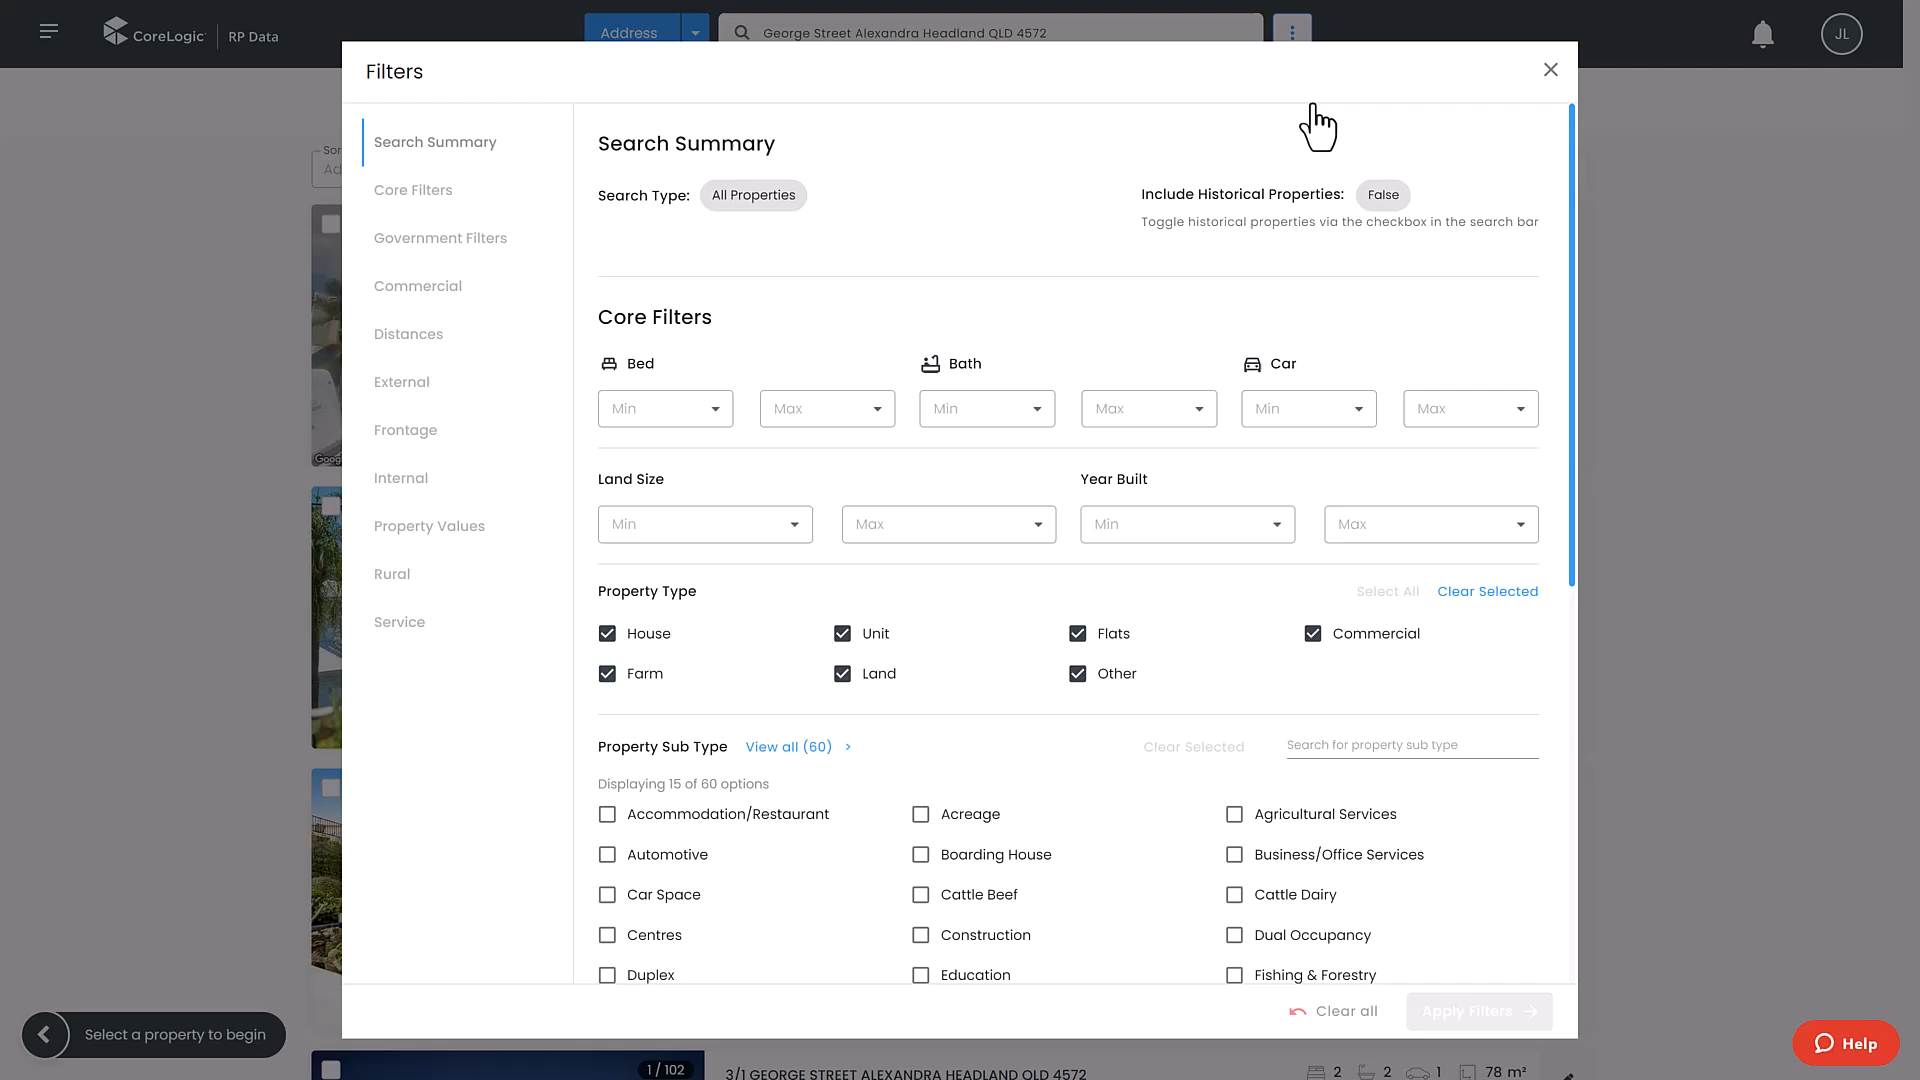 CoreLogic
RP Data
Address
George Street Alexandra Headland QLD 4572
JL
Filters
Search Summary
Core Filters
Government Filters
Commercial
Distances
External
Frontage
Internal
Property Values
Rural
Service
Search Summary
Search Type: All Properties
Include Historical Properties: False
Toggle historical properties via the checkbox in the search bar
Core Filters
Bed Bath Car
Min Max Min Max Min Max
Land Size Year Built
Min Max Min Max
Property Type Select All Clear Selected
House Unit Flats Commercial
Farm Land Other
Property Sub Type View all (60) > Clear Selected Search for property sub type
Displaying 15 of 60 options
Accommodation/Restaurant Acreage Agricultural Services
Automotive Boarding House Business/Office Services
Car Space Cattle Beef Cattle Dairy
Centres Construction Dual Occupancy
Duplex Education Fishing & Forestry
Clear all Apply Filters
Select a property to begin
1 / 102
3/1 GEORGE STREET ALEXANDRA HEADLAND QLD 4572
2 2 1 78 m²
Help